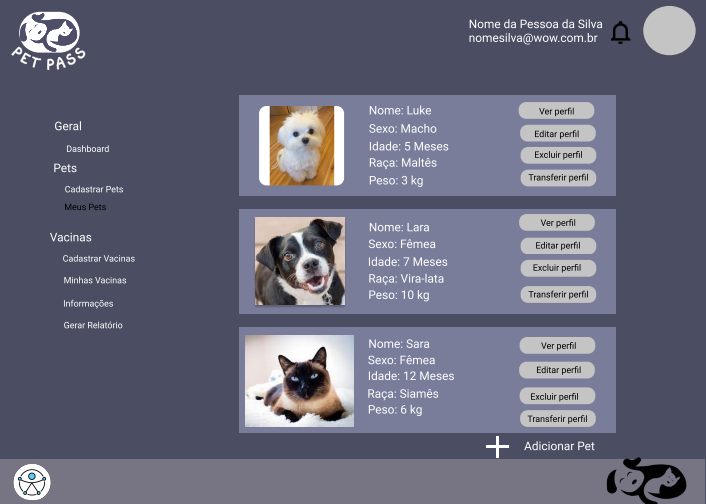 PET PASS
Nome da Pessoa da Silva
nomesilva@wow.com.br
Geral
Dashboard
Pets
Cadastrar Pets
Meus Pets
Vacinas
Cadastrar Vacinas
Minhas Vacinas
Informações
Gerar Relatório
Nome: Luke
Sexo: Macho
Idade: 5 Meses
Raça: Maltês
Peso: 3 kg
Ver perfil
Editar perfil
Excluir perfil
Transferir perfil
Nome: Lara
Sexo: Fêmea
Idade: 7 Meses
Raça: Vira-lata
Peso: 10 kg
Ver perfil
Editar perfil
Excluir perfil
Transferir perfil
Nome: Sara
Sexo: Fêmea
Idade: 12 Meses
Raça: Siamês
Peso: 6 kg
Ver perfil
Editar perfil
Excluir perfil
Transferir perfil
Adicionar Pet